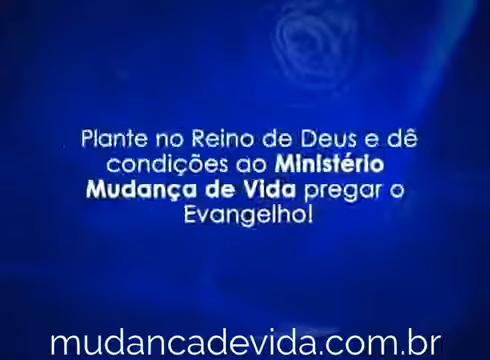 Plante no Reino de Deus e dê
condições ao Ministério
Mudança de Vida pregar o
Evangelho!
mudancadevida.com.br